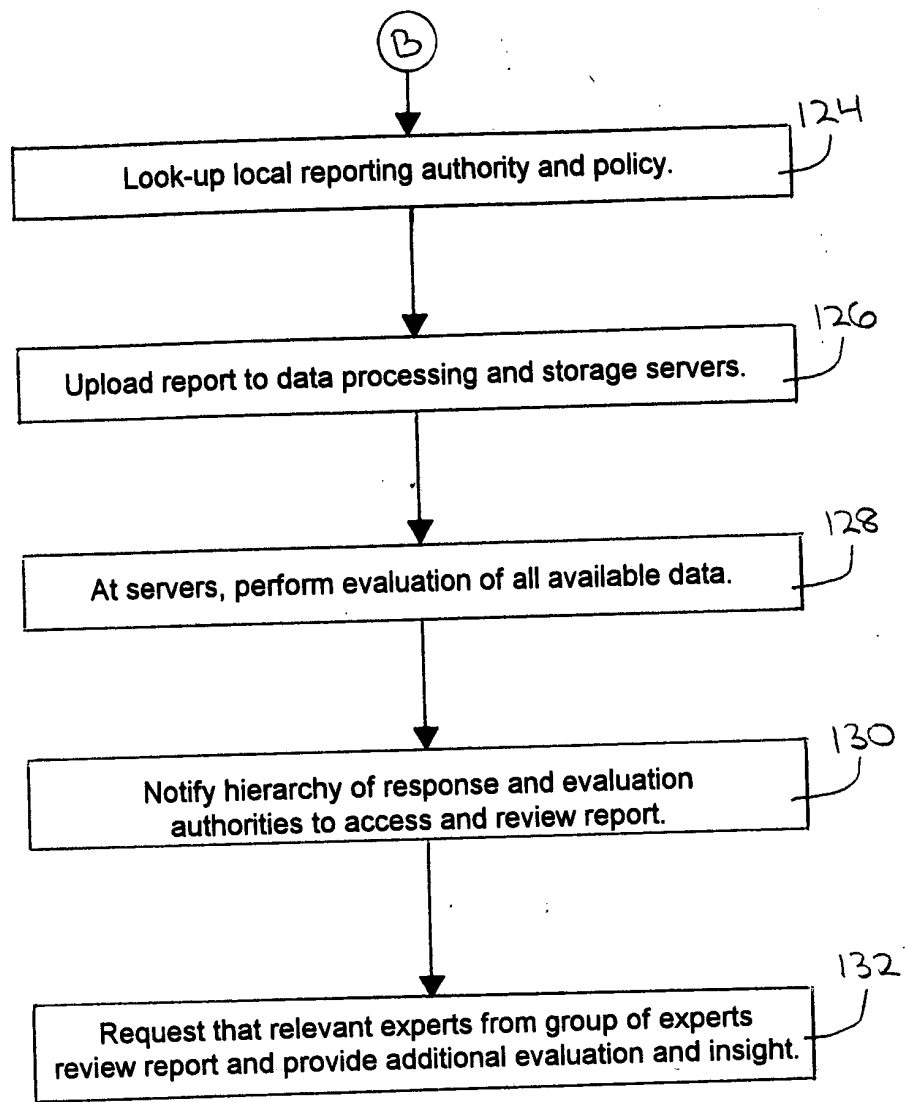 B
124
Look-up local reporting authority and policy.
126
Upload report to data processing and storage servers.
128
At servers, perform evaluation of all available data.
130
Notify hierarchy of response and evaluation
authorities to access and review report.
132
Request that relevant experts from group of experts
review report and provide additional evaluation and insight.